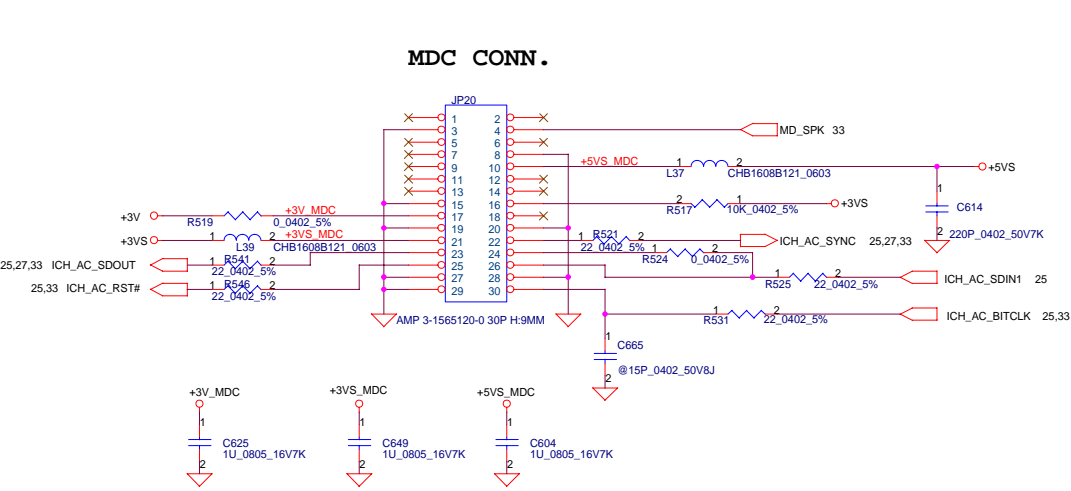 MDC CONN.
JP20
1 2
3 4
5 6
7 8
9 10
11 12
13 14
15 16
17 18
19 20
21 22
23 24
25 26
27 28
29 30
AMP 3-1565120-0 30P H:9MM
MD_SPK 33
+5VS_MDC
1 2
L37
CHB1608B121_0603
+5VS
1
C614
2
220P_0402_50V7K
2 1
R517
10K_0402_5%
+3VS
+3V
R519
+3V_MDC
0_0402_5%
+3VS
1 2
L39
+3VS_MDC
CHB1608B121_0603
25,27,33 ICH_AC_SDOUT
1 2
R541
22_0402_5%
25,33 ICH_AC_RST#
1 2
R546
22_0402_5%
1 2
R521
22_0402_5%
ICH_AC_SYNC 25,27,33
R524
0_0402_5%
1 2
R525
22_0402_5%
ICH_AC_SDIN1 25
1 2
R531
22_0402_5%
ICH_AC_BITCLK 25,33
1
C665
@15P_0402_50V8J
2
+3V_MDC
1
C625
1U_0805_16V7K
2
+3VS_MDC
1
C649
1U_0805_16V7K
2
+5VS_MDC
1
C604
1U_0805_16V7K
2